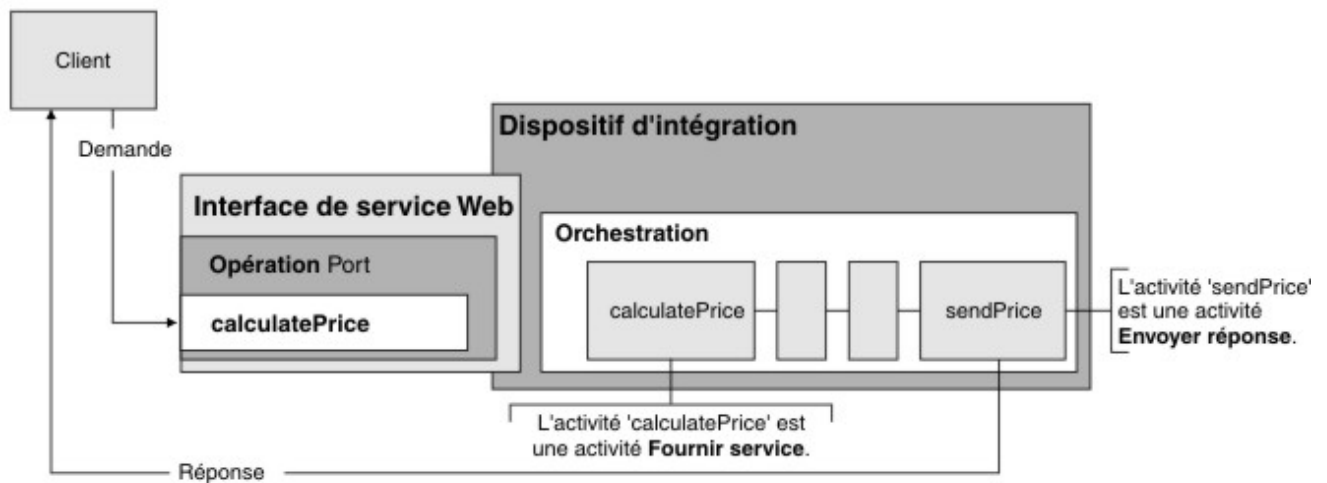 Client
Demande
Dispositif d'intégration
Interface de service Web
Opération Port
calculatePrice
Orchestration
calculatePrice
sendPrice
L'activité 'sendPrice'
est une activité
Envoyer réponse.
L'activité 'calculatePrice' est
une activité Fournir service.
Réponse